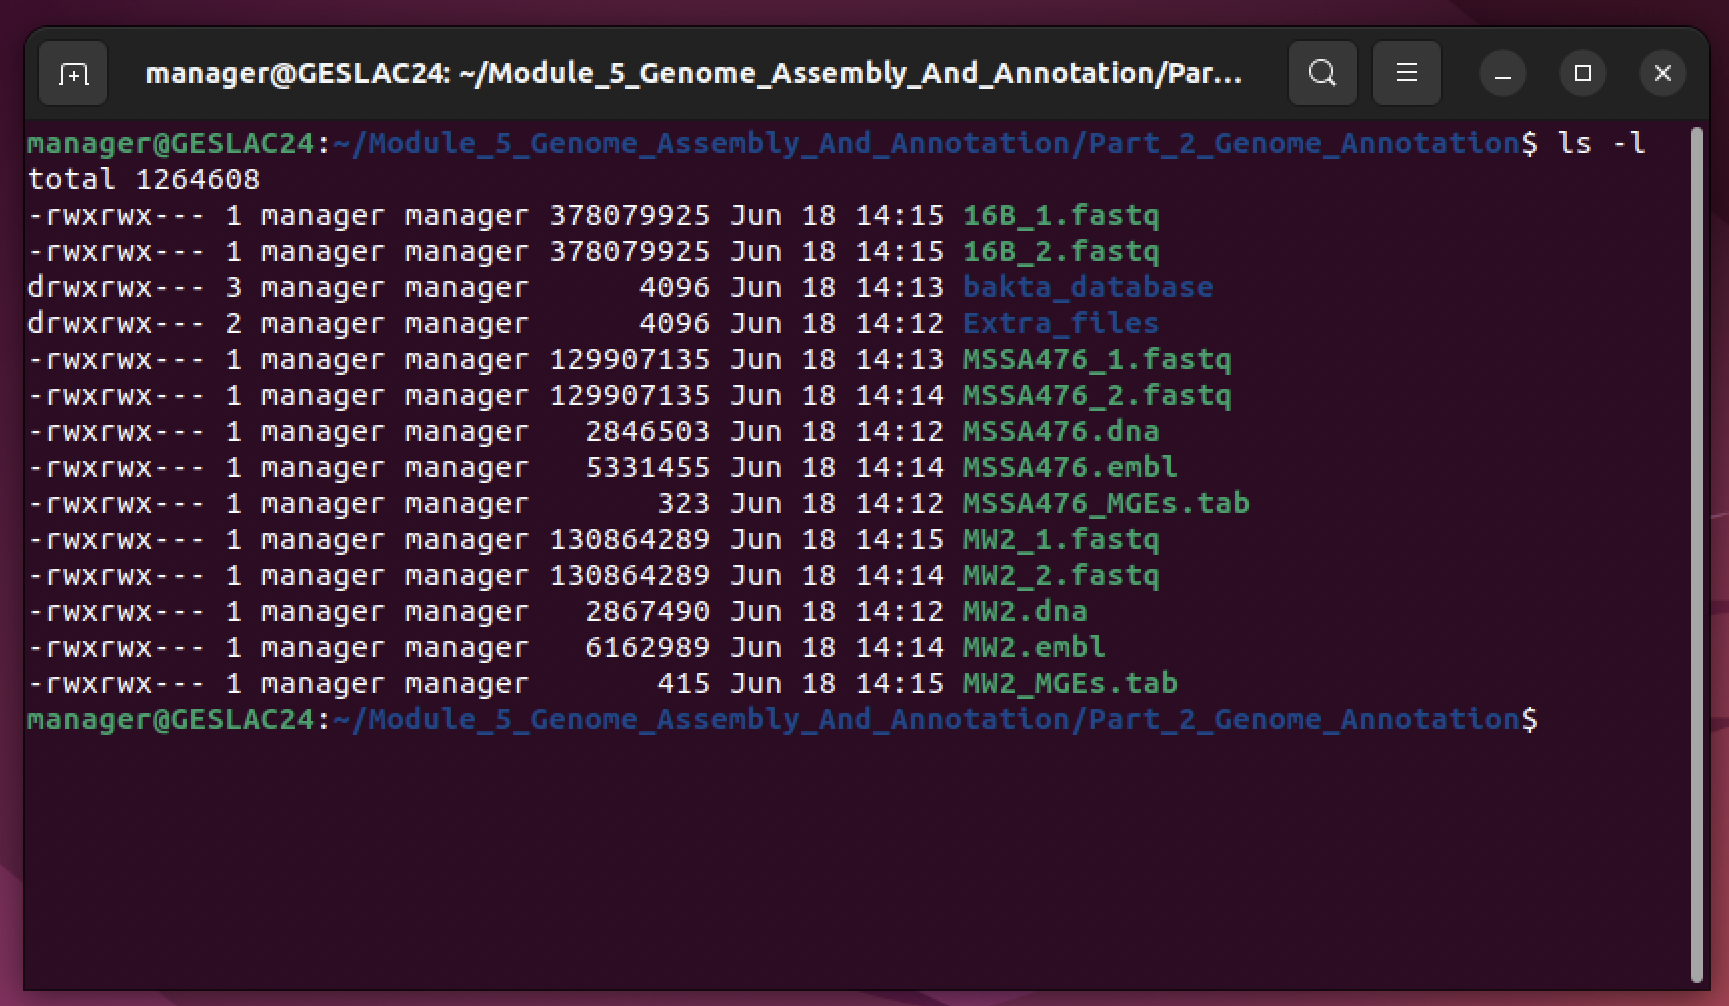 manager@GESLAC24: ~/Module_5_Genome_Assembly_And_Annotation/Par...
manager@GESLAC24:~/Module_5_Genome_Assembly_And_Annotation/Part_2_Genome_Annotation$ ls -l
total 1264608
-rwxrwx--- 1 manager manager 378079925 Jun 18 14:15 16B_1.fastq
-rwxrwx--- 1 manager manager 378079925 Jun 18 14:15 16B_2.fastq
drwxrwx--- 3 manager manager      4096 Jun 18 14:13 bakta_database
drwxrwx--- 2 manager manager      4096 Jun 18 14:12 Extra_files
-rwxrwx--- 1 manager manager 129907135 Jun 18 14:13 MSSA476_1.fastq
-rwxrwx--- 1 manager manager 129907135 Jun 18 14:14 MSSA476_2.fastq
-rwxrwx--- 1 manager manager   2846503 Jun 18 14:12 MSSA476.dna
-rwxrwx--- 1 manager manager   5331455 Jun 18 14:14 MSSA476.embl
-rwxrwx--- 1 manager manager       323 Jun 18 14:12 MSSA476_MGEs.tab
-rwxrwx--- 1 manager manager 130864289 Jun 18 14:15 MW2_1.fastq
-rwxrwx--- 1 manager manager 130864289 Jun 18 14:14 MW2_2.fastq
-rwxrwx--- 1 manager manager   2867490 Jun 18 14:12 MW2.dna
-rwxrwx--- 1 manager manager   6162989 Jun 18 14:14 MW2.embl
-rwxrwx--- 1 manager manager       415 Jun 18 14:15 MW2_MGEs.tab
manager@GESLAC24:~/Module_5_Genome_Assembly_And_Annotation/Part_2_Genome_Annotation$